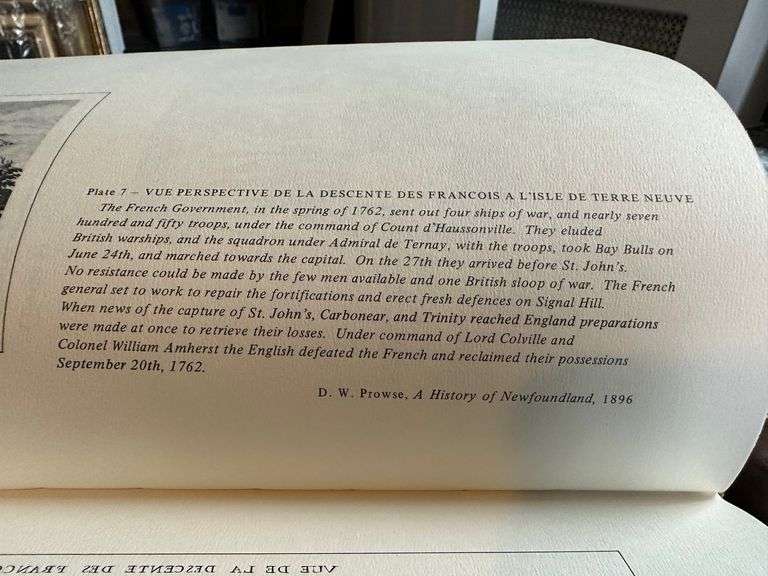 Plate 7 – VUE PERSPECTIVE DE LA DESCENTE DES FRANCOIS A L'ISLE DE TERRE NEUVE
The French Government, in the spring of 1762, sent out four ships of war, and nearly seven
hundred and fifty troops, under the command of Count d'Haussonville. They eluded
British warships, and the squadron under Admiral de Ternay, with the troops, took Bay Bulls on
June 24th, and marched towards the capital. On the 27th they arrived before St. John's.
No resistance could be made by the few men available and one British sloop of war. The French
general set to work to repair the fortifications and erect fresh defences on Signal Hill.
When news of the capture of St. John's, Carbonear, and Trinity reached England preparations
were made at once to retrieve their losses. Under command of Lord Colville and
Colonel William Amherst the English defeated the French and reclaimed their possessions
September 20th, 1762.
D. W. Prowse, A History of Newfoundland, 1896
VUE DE LA DESCENTE DES FRANCO